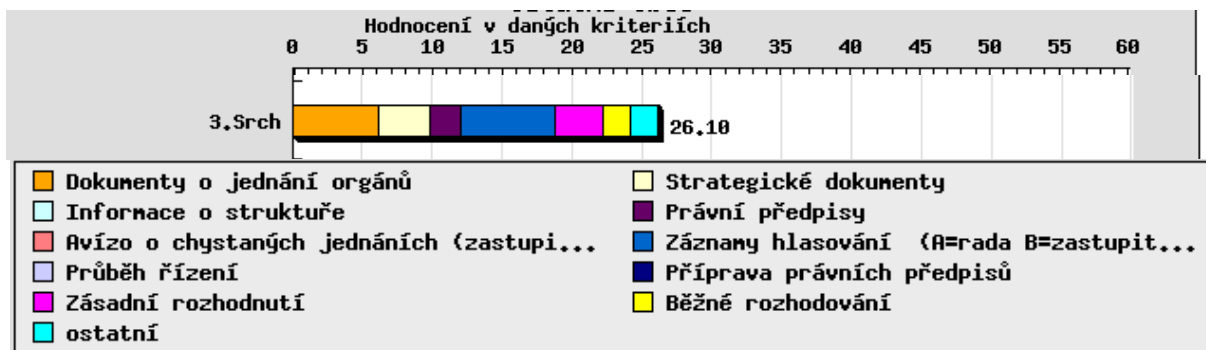 Hodnocení v daných kriteriích
0 5 10 15 20 25 30 35 40 45 50 55 60
3.Srch 26.10
Dokumenty o jednání orgánů Strategické dokumenty
Informace o struktuře Právní předpisy
Avízo o chystaných jednáních (zastupi... Záznamy hlasování (A=rada B=zastupit...
Průběh řízení Příprava právních předpisů
Zásadní rozhodnutí Běžné rozhodování
ostatní